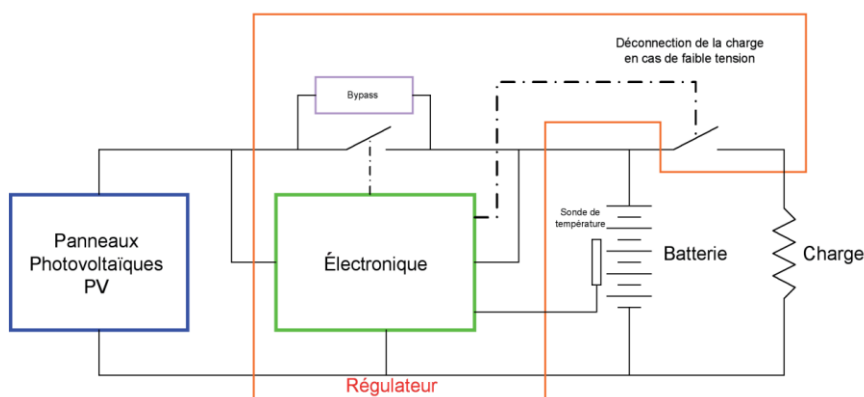 Déconnection de la charge
en cas de faible tension
Bypass
Panneaux
Photovoltaïques
PV
Électronique
Sonde de
température
Batterie
Charge
Régulateur